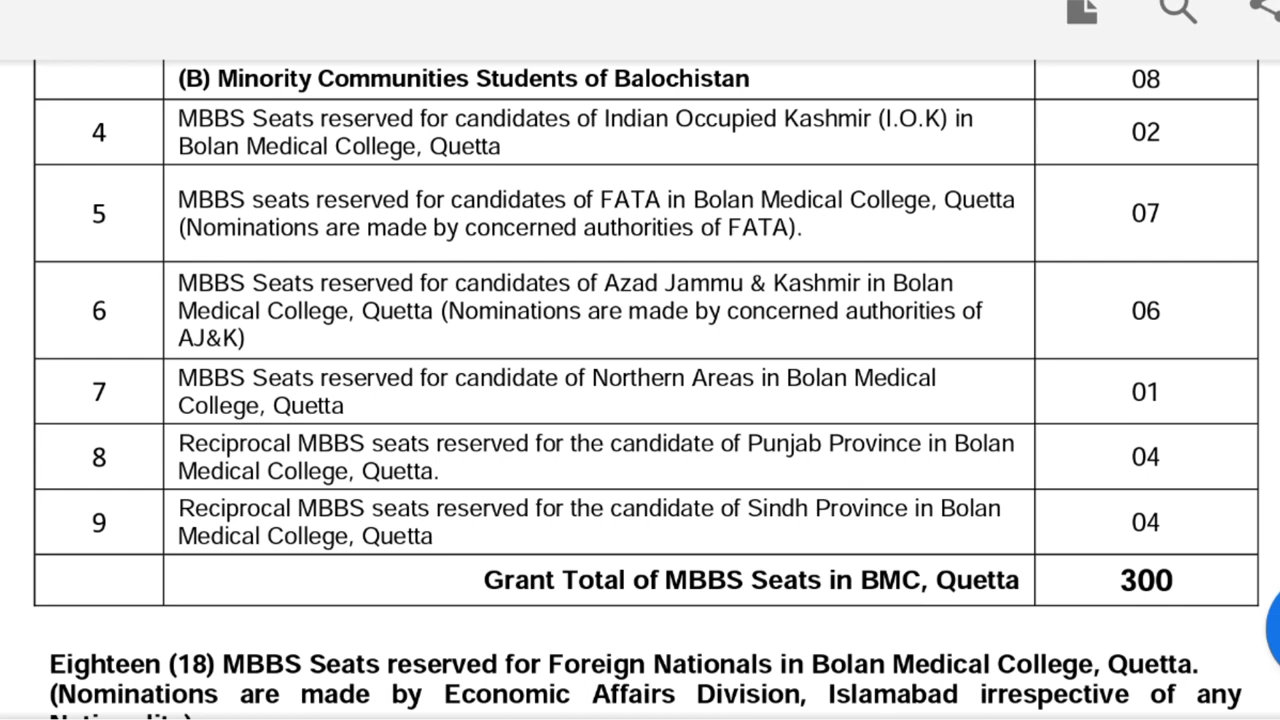 (B) Minority Communities Students of Balochistan
08
4
MBBS Seats reserved for candidates of Indian Occupied Kashmir (I.O.K) in
Bolan Medical College, Quetta
02
5
MBBS seats reserved for candidates of FATA in Bolan Medical College, Quetta
(Nominations are made by concerned authorities of FATA).
07
6
MBBS Seats reserved for candidates of Azad Jammu & Kashmir in Bolan
Medical College, Quetta (Nominations are made by concerned authorities of
AJ&K)
06
7
MBBS Seats reserved for candidate of Northern Areas in Bolan Medical
College, Quetta
01
8
Reciprocal MBBS seats reserved for the candidate of Punjab Province in Bolan
Medical College, Quetta.
04
9
Reciprocal MBBS seats reserved for the candidate of Sindh Province in Bolan
Medical College, Quetta
04
Grant Total of MBBS Seats in BMC, Quetta
300
Eighteen (18) MBBS Seats reserved for Foreign Nationals in Bolan Medical College, Quetta.
(Nominations are made by Economic Affairs Division, Islamabad irrespective of any